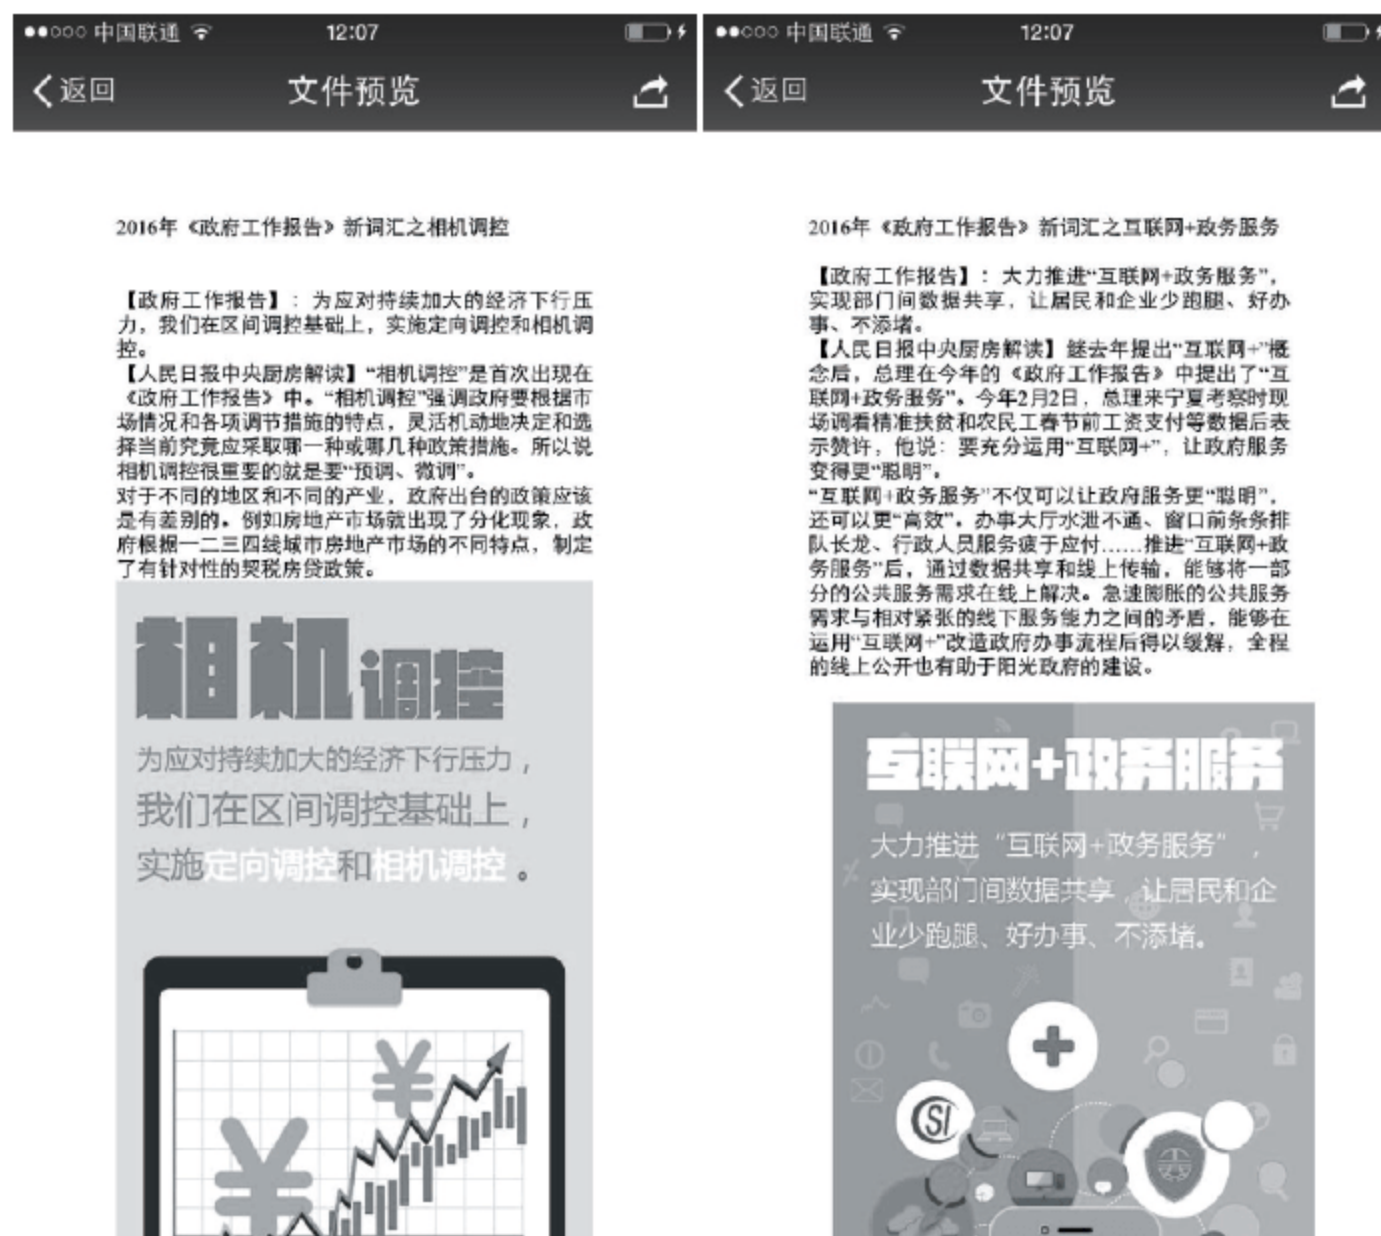 中国联通
12:07
返回
文件预览
2016年《政府工作报告》新词汇之相机调控
【政府工作报告】：为应对持续加大的经济下行压
力，我们在区间调控基础上，实施定向调控和相机调
控。
【人民日报中央厨房解读】“相机调控”是首次出现在
《政府工作报告》中。“相机调控”强调政府要根据市
场情况和各项调节措施的特点，灵活机动地决定和选
择当前究竟应采取哪一种或哪几种政策措施。所以说
相机调控很重要的就是要“预调、微调”。
对于不同的地区和不同的产业，政府出台的政策应该
是有差别的。例如房地产市场就出现了分化现象，政
府根据一二三四线城市房地产市场的不同特点，制定
了有针对性的契税房贷政策。
相机调控
为应对持续加大的经济下行压力，
我们在区间调控基础上，
实施定向调控和相机调控。
¥
¥
中国联通
12:07
返回
文件预览
2016年《政府工作报告》新词汇之互联网+政务服务
【政府工作报告】：大力推进“互联网+政务服务”，
实现部门间数据共享，让居民和企业少跑腿、好办
事、不添堵。
【人民日报中央厨房解读】继去年提出“互联网+”概
念后，总理在今年的《政府工作报告》中提出了“互
联网+政务服务”。今年2月2日，总理来宁夏考察时现
场调看精准扶贫和农民工春节前工资支付等数据后表
示赞许，他说：要充分运用“互联网+”，让政府服务
变得更“聪明”。
“互联网+政务服务”不仅可以让政府服务更“聪明”，
还可以更“高效”。办事大厅水泄不通、窗口前条条排
队长龙、行政人员服务疲于应付……推进“互联网+政
务服务”后，通过数据共享和线上传输，能够将一部
分的公共服务需求在线上解决。急速膨胀的公共服务
需求与相对紧张的线下服务能力之间的矛盾，能够在
运用“互联网+”改造政府办事流程后得以缓解，全程
的线上公开也有助于阳光政府的建设。
互联网+政务服务
大力推进“互联网+政务服务”，
实现部门间数据共享，让居民和企
业少跑腿、好办事、不添堵。
SI